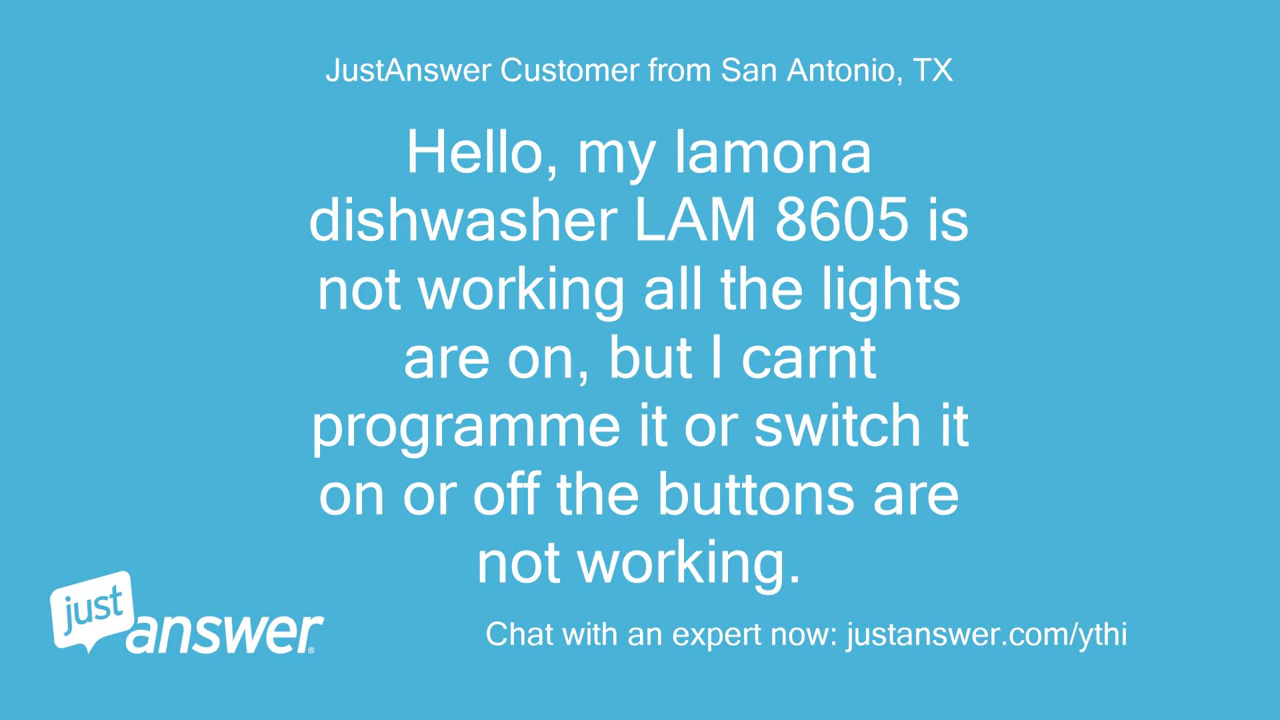 JustAnswer Customer from San Antonio, TX
Hello, my lamona
dishwasher LAM 8605 is
not working all the lights
are on, but I carnt
programme it or switch it
on or off the buttons are
not working.
just
answer®
Chat with an expert now: justanswer.com/ythi